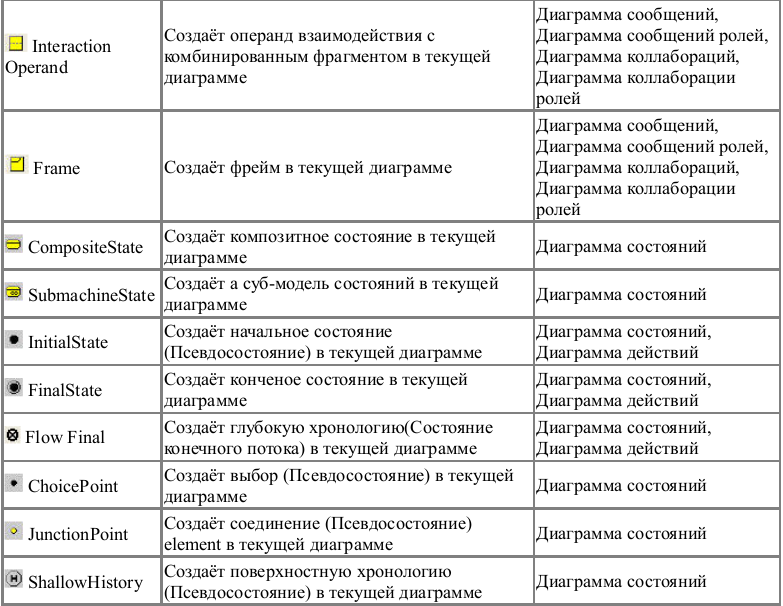 Interaction
Operand
Создаёт операнд взаимодействия с
комбинированным фрагментом в текущей
диаграмме
Диаграмма сообщений,
Диаграмма сообщений ролей,
Диаграмма коллабораций,
Диаграмма коллаборации
ролей
Frame
Создаёт фрейм в текущей диаграмме
Диаграмма сообщений,
Диаграмма сообщений ролей,
Диаграмма коллабораций,
Диаграмма коллаборации
ролей
CompositeState
Создаёт композитное состояние в текущей
диаграмме
Диаграмма состояний
SubmachineState
Создаёт а суб-модель состояний в текущей
диаграмме
Диаграмма состояний
InitialState
Создаёт начальное состояние
(Псевдосостояние) в текущей диаграмме
Диаграмма состояний,
Диаграмма действий
FinalState
Создаёт конченое состояние в текущей
диаграмме
Диаграмма состояний,
Диаграмма действий
Flow Final
Создаёт глубокую хронологию(Состояние
конечного потока) в текущей диаграмме
Диаграмма состояний,
Диаграмма действий
ChoicePoint
Создаёт выбор (Псевдосостояние) в текущей
диаграмме
Диаграмма состояний
JunctionPoint
Создаёт соединение (Псевдосостояние)
element в текущей диаграмме
Диаграмма состояний
H ShallowHistory
Создаёт поверхностную хронологию
(Псевдосостояние) в текущей диаграмме
Диаграмма состояний